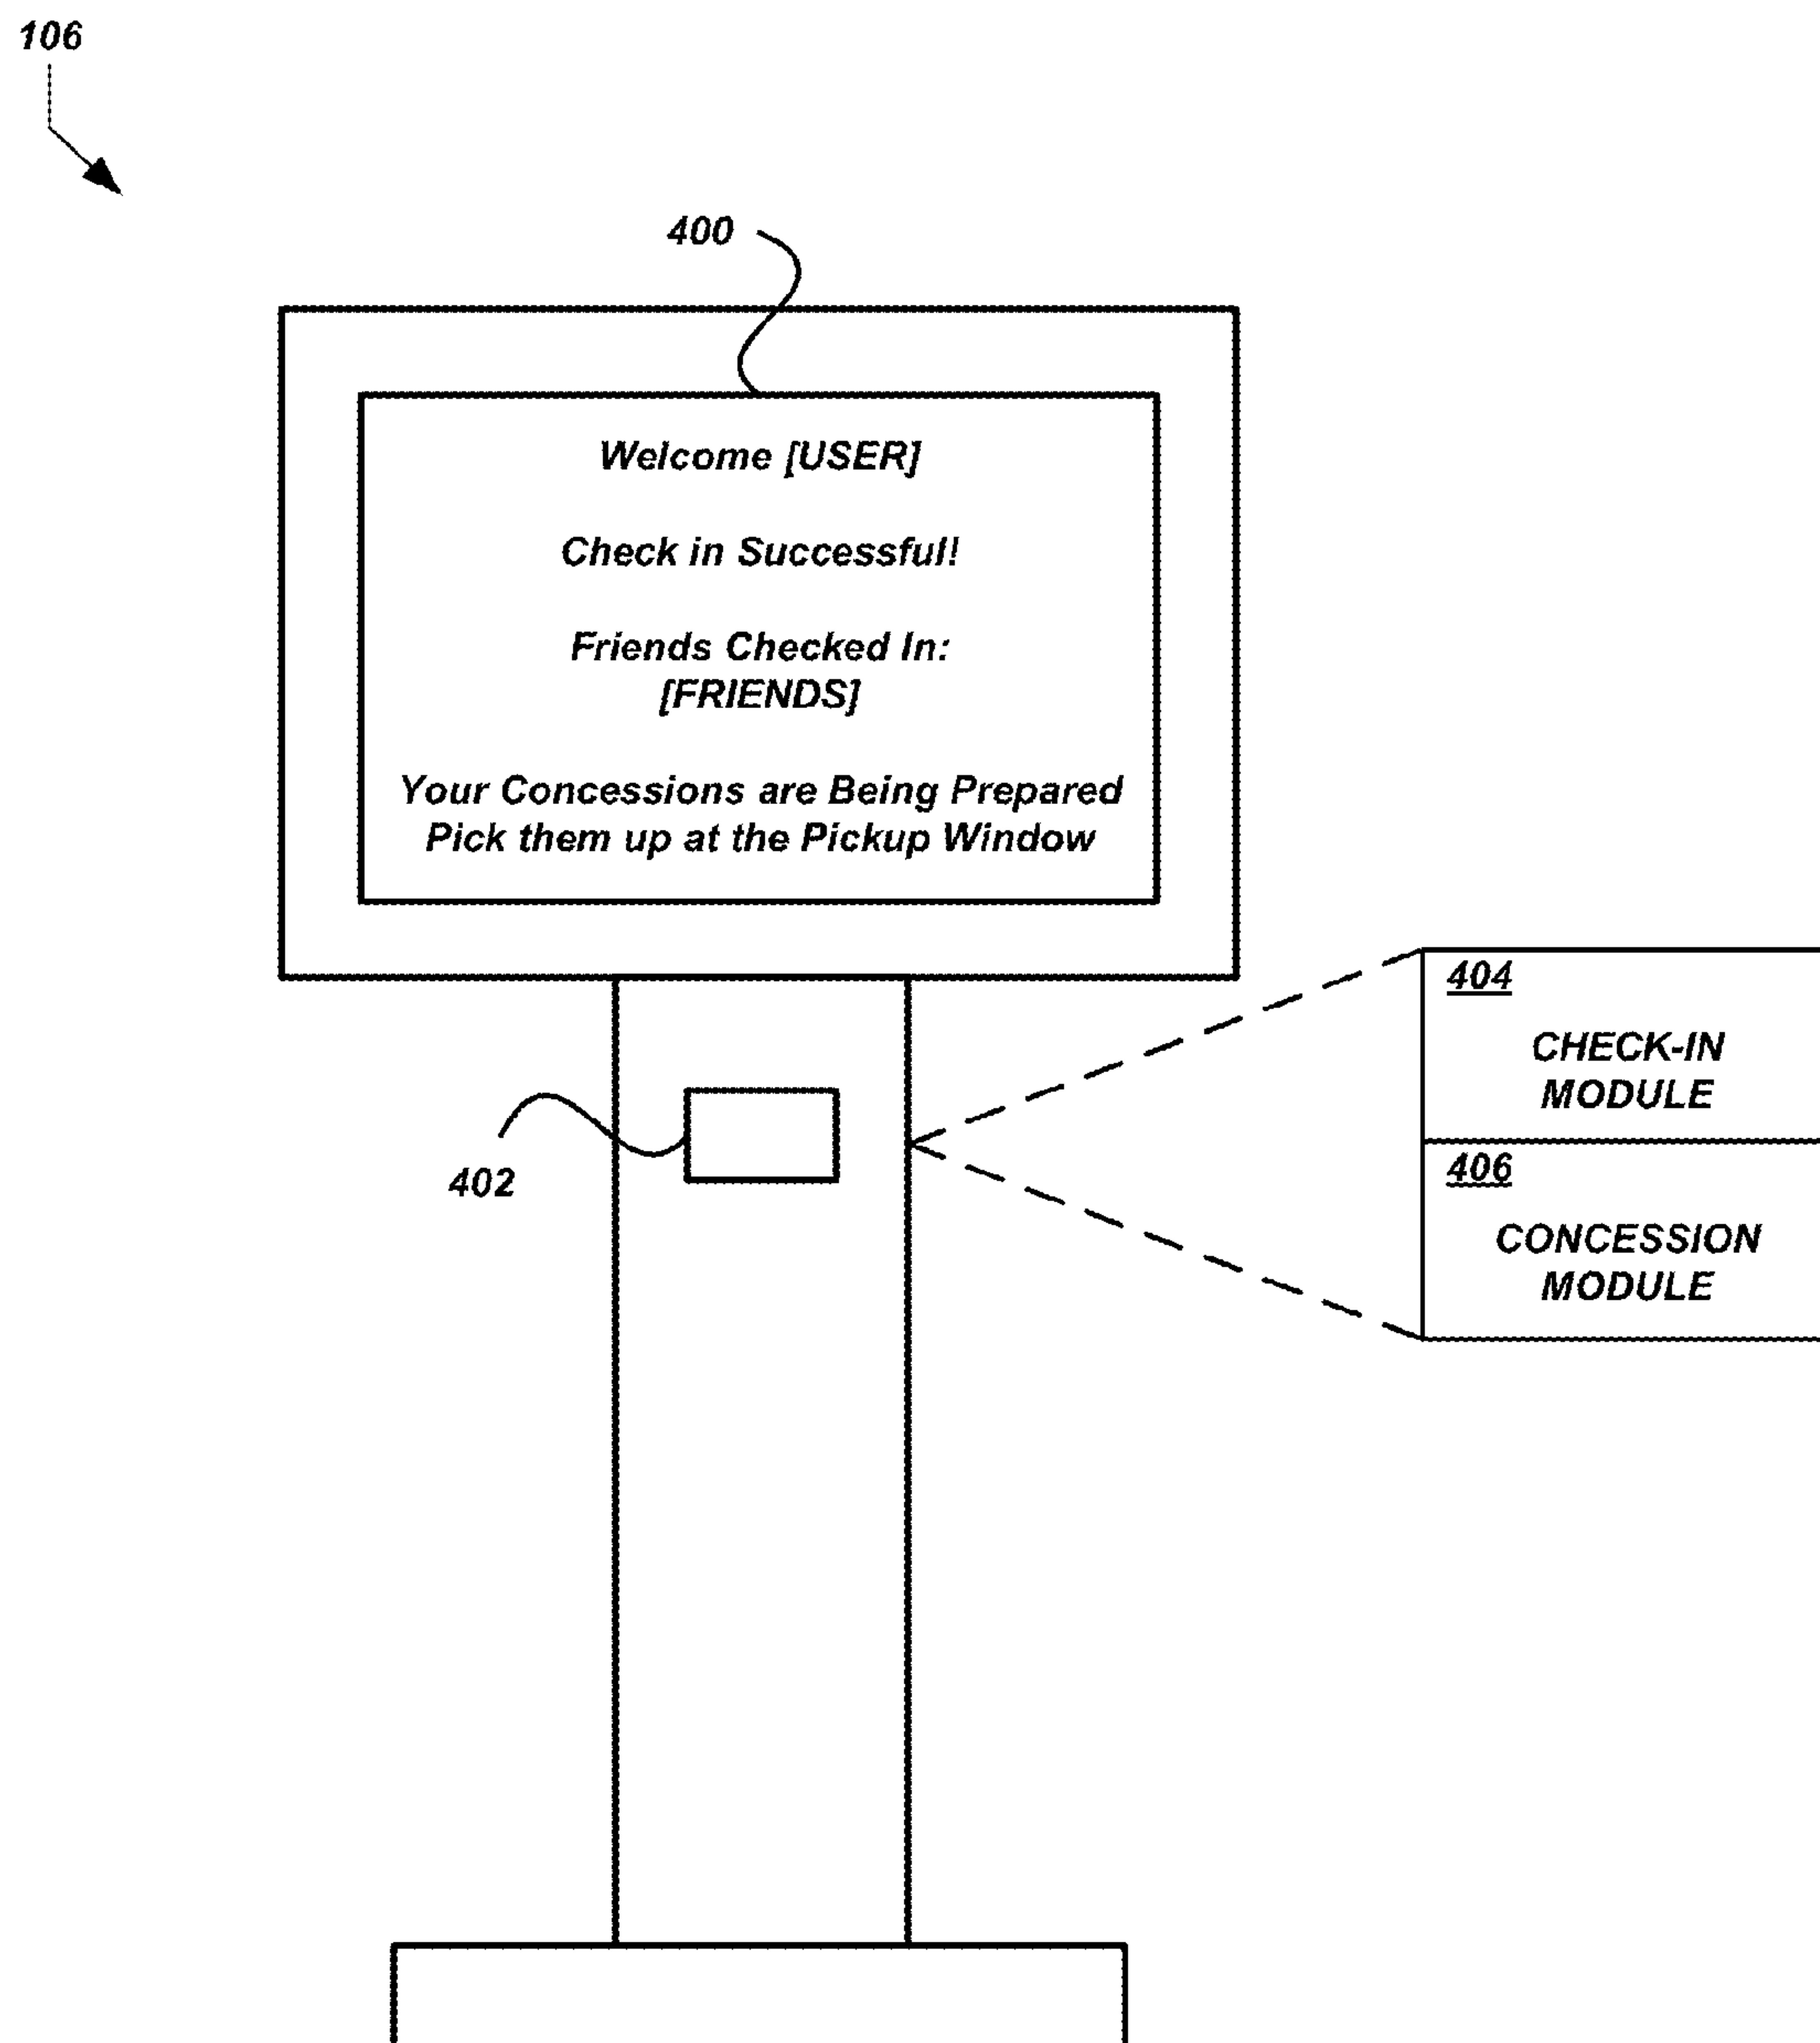 106
400
Welcome [USER]
Check in Successful!
Friends Checked In:
[FRIENDS]
Your Concessions are Being Prepared
Pick them up at the Pickup Window
404
CHECK-IN
MODULE
402
406
CONCESSION
MODULE